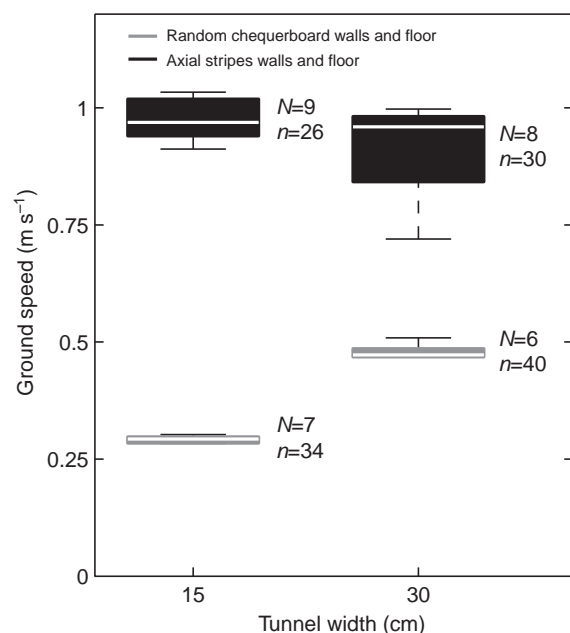 Random chequerboard walls and floor
Axial stripes walls and floor
1
0.75
0.5
0.25
0
Ground speed (m s–1)
N=9
n=26
N=8
n=30
N=6
n=40
N=7
n=34
15
30
Tunnel width (cm)